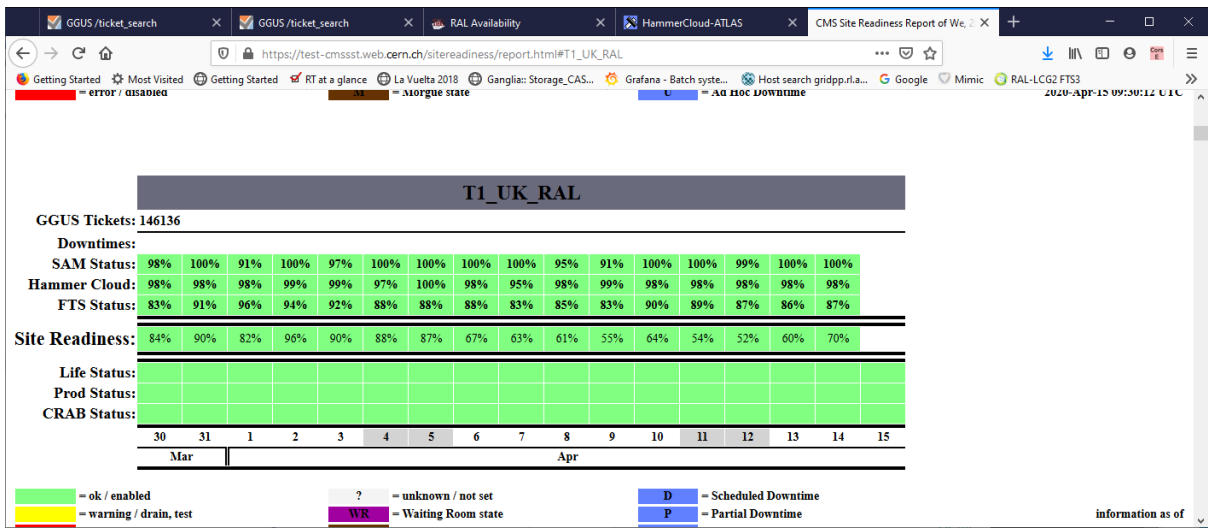 GGUS /ticket_search
GGUS /ticket_search
RAL Availability
HammerCloud-ATLAS
CMS Site Readiness Report of We, 2
https://test-cmssst.web.cern.ch/sitereadiness/report.html#T1_UK_RAL
Getting Started Most Visited Getting Started RT at a glance La Vuelta 2018 Ganglia:: Storage_CAS... Grafana - Batch syste... Host search gridpp.rl.a... Google Mimic RAL-LCG2 FTS3
= error / disabled M = Morgue state U = Ad Hoc Downtime 2020-Apr-15 09:30:12 UTC
T1_UK_RAL
GGUS Tickets: 146136
Downtimes:
SAM Status: 98% 100% 91% 100% 97% 100% 100% 100% 100% 95% 91% 100% 100% 99% 100% 100%
Hammer Cloud: 98% 98% 98% 99% 99% 97% 100% 98% 95% 98% 99% 98% 98% 98% 98% 98%
FTS Status: 83% 91% 96% 94% 92% 88% 88% 88% 83% 85% 83% 90% 89% 87% 86% 87%
Site Readiness: 84% 90% 82% 96% 90% 88% 87% 67% 63% 61% 55% 64% 54% 52% 60% 70%
Life Status:
Prod Status:
CRAB Status:
30 31 1 2 3 4 5 6 7 8 9 10 11 12 13 14 15
Mar Apr
= ok / enabled ? = unknown / not set D = Scheduled Downtime
= warning / drain, test WR = Waiting Room state P = Partial Downtime information as of